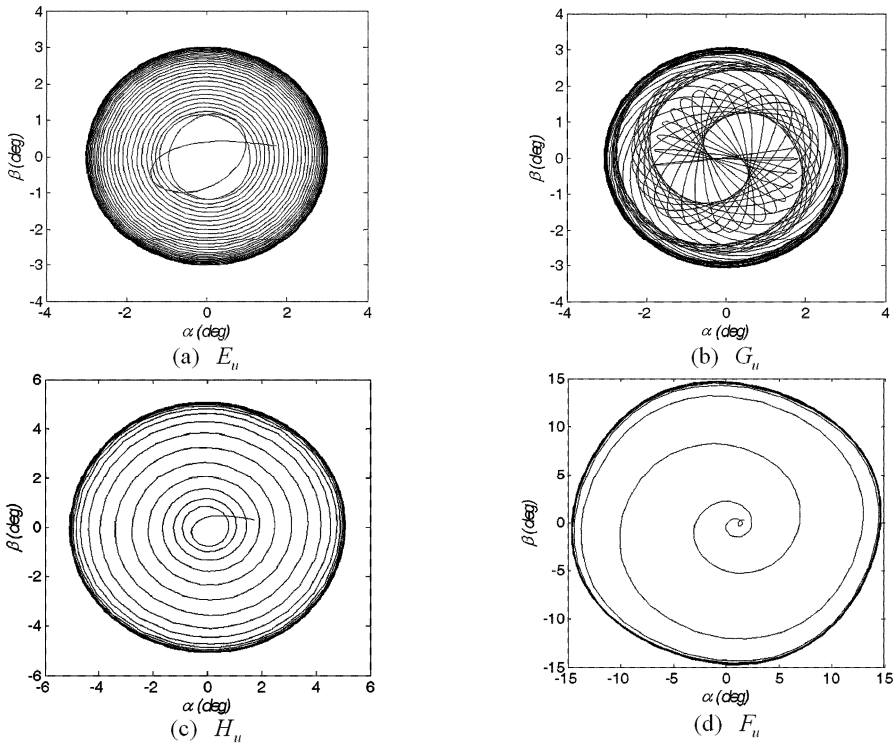 4
3
2
1
0
-1
-2
-3
-4
β (deg)
-4 -2 0 2 4
α (deg)
(a) E_u
4
3
2
1
0
-1
-2
-3
-4
β (deg)
-4 -2 0 2 4
α (deg)
(b) G_u
6
4
2
0
-2
-4
-6
β (deg)
-6 -4 -2 0 2 4 6
α (deg)
(c) H_u
15
10
5
0
-5
-10
-15
β (deg)
-15 -10 -5 0 5 10 15
α (deg)
(d) F_u